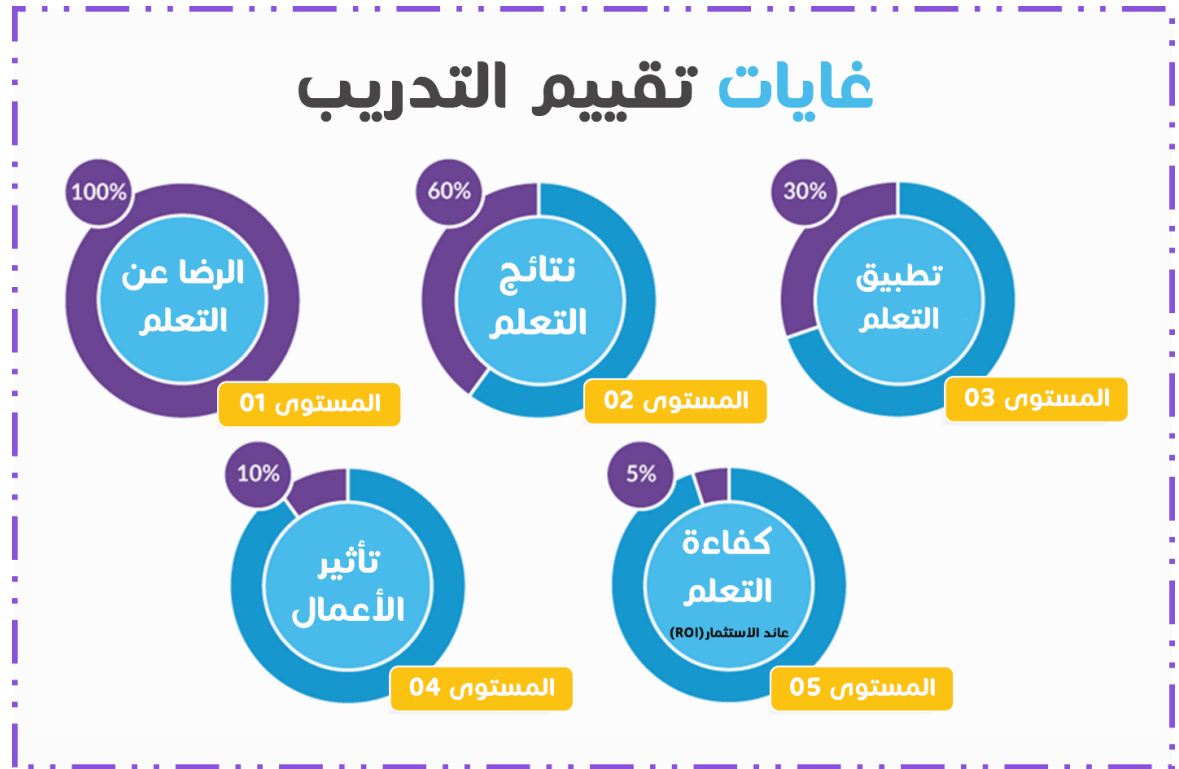 غايات تقييم التدريب
100%
الرضا عن
التعلم
المستوى 01
60%
نتائج
التعلم
المستوى 02
30%
تطبيق
التعلم
المستوى 03
10%
تأثير
الأعمال
المستوى 04
5%
كفاءة
التعلم
عائد الاستثمار(ROI)
المستوى 05